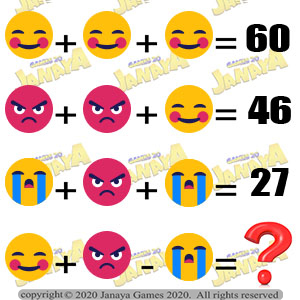 + + = 60
+ + = 46
+ + = 27
+ - = ?
copyright © 2020 Janaya Games 2020. All rights reserved